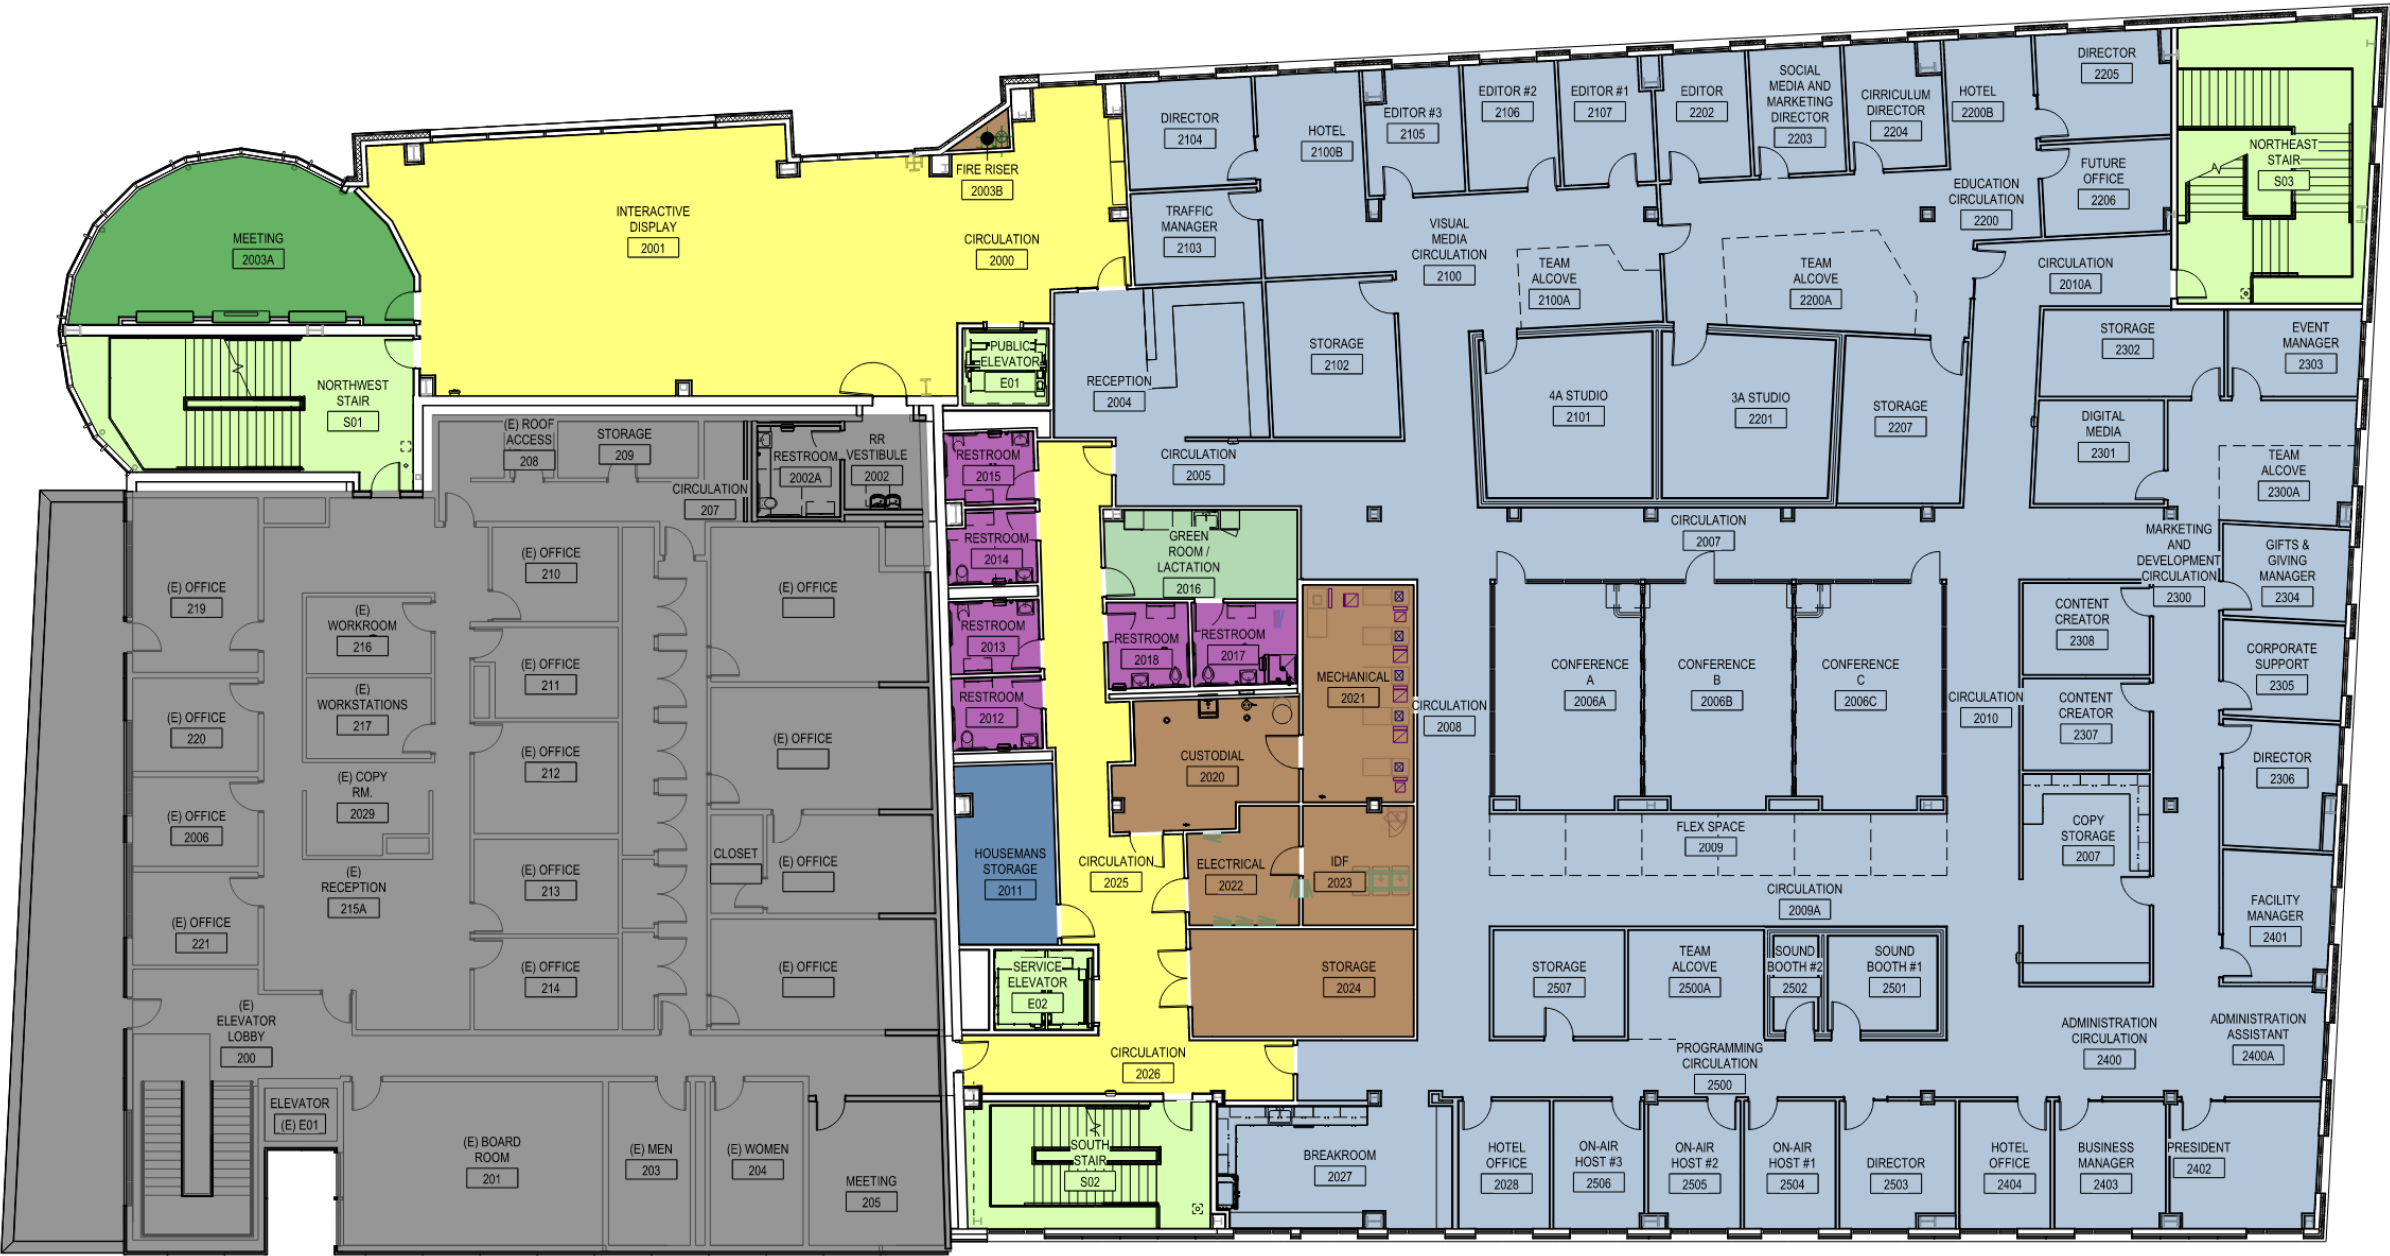 DIRECTOR
2104
HOTEL
2100B
EDITOR #3
2105
EDITOR #2
2106
EDITOR #1
2107
EDITOR
2202
SOCIAL
MEDIA AND
MARKETING
DIRECTOR
2203
CIRRICULUM
DIRECTOR
2204
HOTEL
2200B
DIRECTOR
2205
NORTHEAST
STAIR
S03
FUTURE
OFFICE
2206
EDUCATION
CIRCULATION
2200
FIRE RISER
2003B
MEETING
2003A
INTERACTIVE
DISPLAY
2001
CIRCULATION
2000
TRAFFIC
MANAGER
2103
VISUAL
MEDIA
CIRCULATION
2100
TEAM
ALCOVE
2100A
TEAM
ALCOVE
2200A
CIRCULATION
2010A
NORTHWEST
STAIR
S01
PUBLIC
ELEVATOR
E01
RECEPTION
2004
STORAGE
2102
4A STUDIO
2101
3A STUDIO
2201
STORAGE
2207
STORAGE
2302
EVENT
MANAGER
2303
DIGITAL
MEDIA
2301
TEAM
ALCOVE
2300A
(E) ROOF
ACCESS
208
STORAGE
209
CIRCULATION
207
RESTROOM
2002A
RR
VESTIBULE
2002
RESTROOM
2015
CIRCULATION
2005
RESTROOM
2014
GREEN
ROOM /
LACTATION
2016
CIRCULATION
2007
MARKETING
AND
DEVELOPMENT
CIRCULATION
2300
GIFTS &
GIVING
MANAGER
2304
(E) OFFICE
219
(E) OFFICE
210
(E) OFFICE
(E)
WORKROOM
216
RESTROOM
2013
RESTROOM
2018
RESTROOM
2017
CONTENT
CREATOR
2308
CORPORATE
SUPPORT
2305
(E) OFFICE
211
(E)
WORKSTATIONS
217
RESTROOM
2012
MECHANICAL
2021
CIRCULATION
2008
CONFERENCE
A
2006A
CONFERENCE
B
2006B
CONFERENCE
C
2006C
CIRCULATION
2010
CONTENT
CREATOR
2307
(E) OFFICE
220
(E) OFFICE
212
(E) OFFICE
CUSTODIAL
2020
DIRECTOR
2306
(E) COPY
RM.
2029
(E) OFFICE
2006
CLOSET
(E) OFFICE
HOUSEMANS
STORAGE
2011
CIRCULATION
2025
ELECTRICAL
2022
IDF
2023
FLEX SPACE
2009
COPY
STORAGE
2007
(E)
RECEPTION
215A
(E) OFFICE
213
CIRCULATION
2009A
FACILITY
MANAGER
2401
(E) OFFICE
221
(E) OFFICE
214
(E) OFFICE
SERVICE
ELEVATOR
E02
STORAGE
2024
STORAGE
2507
TEAM
ALCOVE
2500A
SOUND
BOOTH #2
2502
SOUND
BOOTH #1
2501
(E)
ELEVATOR
LOBBY
200
CIRCULATION
2026
PROGRAMMING
CIRCULATION
2500
ADMINISTRATION
CIRCULATION
2400
ADMINISTRATION
ASSISTANT
2400A
ELEVATOR
(E) E01
(E) BOARD
ROOM
201
(E) MEN
203
(E) WOMEN
204
MEETING
205
SOUTH
STAIR
S02
BREAKROOM
2027
HOTEL
OFFICE
2028
ON-AIR
HOST #3
2506
ON-AIR
HOST #2
2505
ON-AIR
HOST #1
2504
DIRECTOR
2503
HOTEL
OFFICE
2404
BUSINESS
MANAGER
2403
PRESIDENT
2402